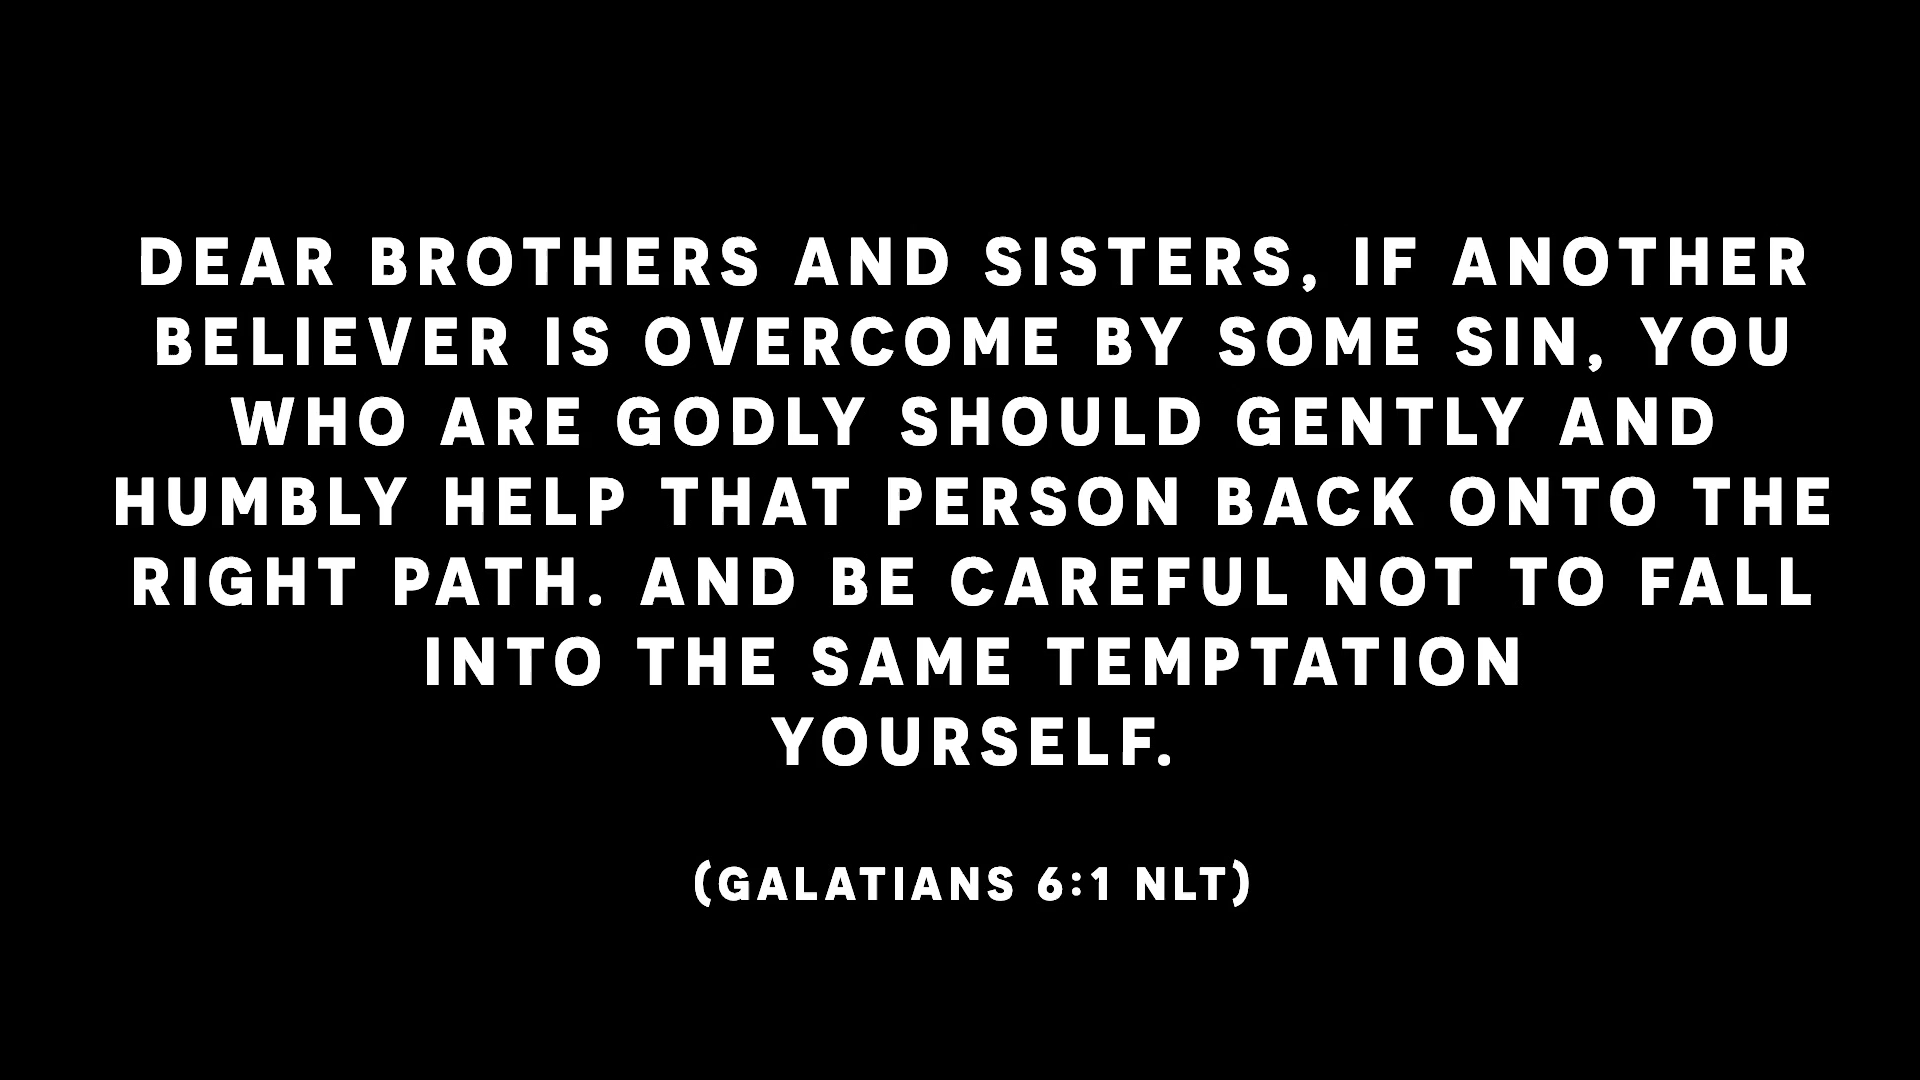 DEAR BROTHERS AND SISTERS, IF ANOTHER
BELIEVER IS OVERCOME BY SOME SIN, YOU
WHO ARE GODLY SHOULD GENTLY AND
HUMBLY HELP THAT PERSON BACK ONTO THE
RIGHT PATH. AND BE CAREFUL NOT TO FALL
INTO THE SAME TEMPTATION
YOURSELF.
(GALATIANS 6:1 NLT)